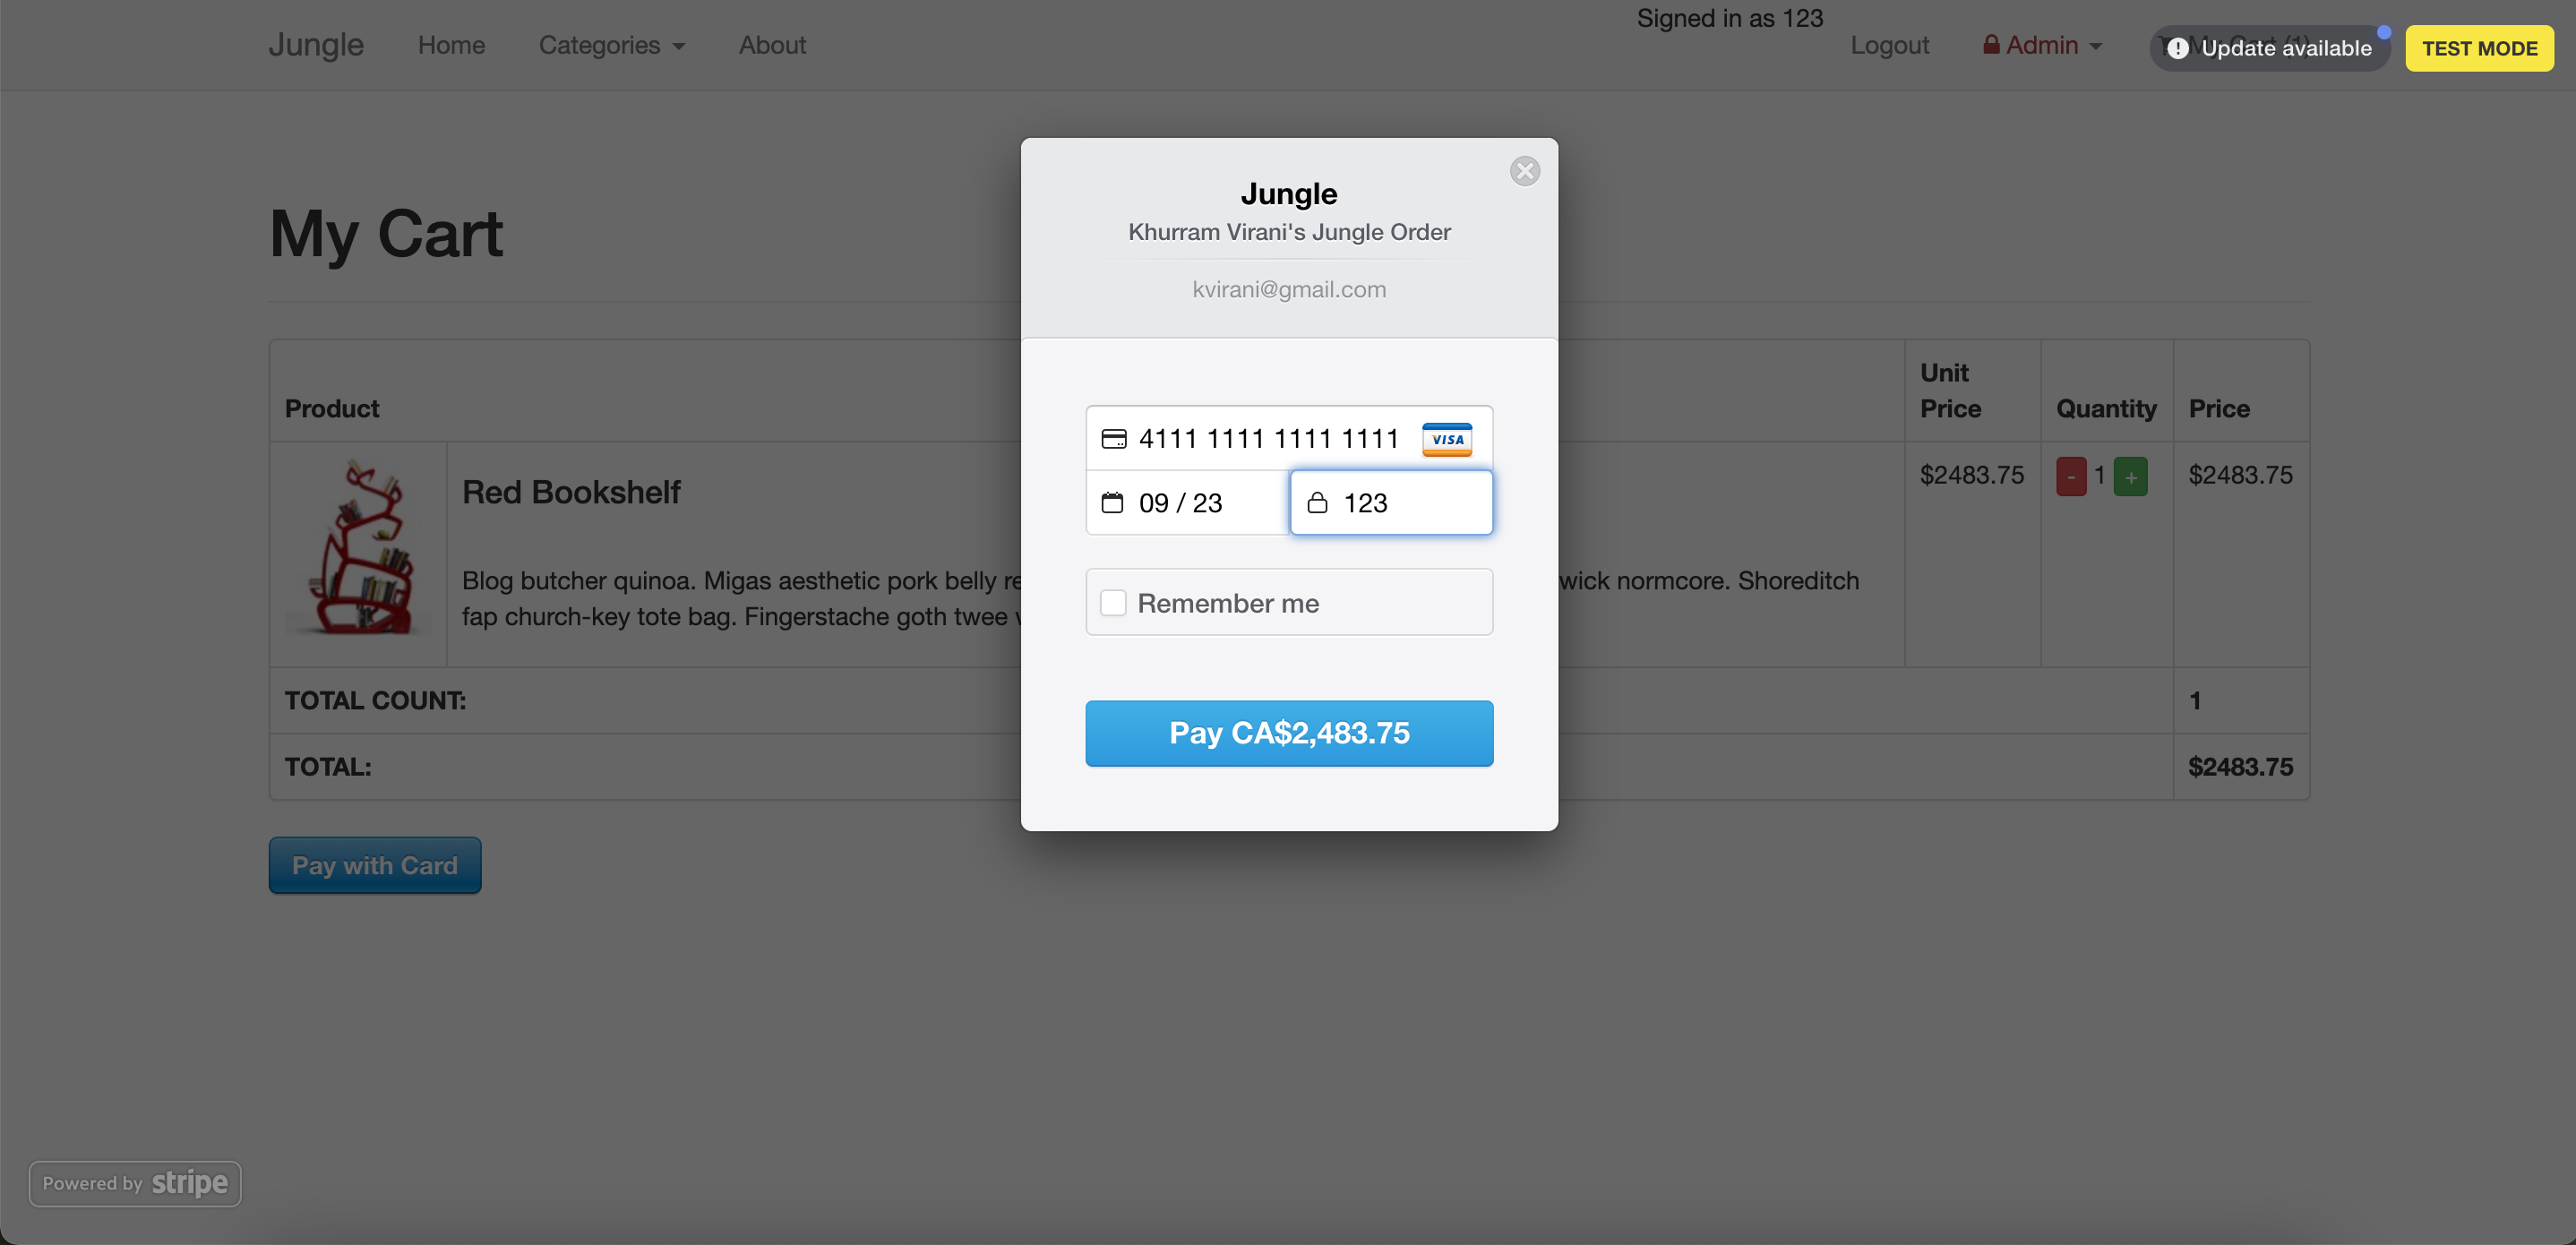 Signed in as 123
Jungle Home Categories About Logout Admin Update available TEST MODE
My Cart
Product Unit Price Quantity Price
Red Bookshelf
$2483.75 - 1 + $2483.75
Blog butcher quinoa. Migas aesthetic pork belly re
wick normcore. Shoreditch
fap church-key tote bag. Fingerstache goth twee
TOTAL COUNT: 1
TOTAL: $2483.75
Pay with Card
Jungle
Khurram Virani's Jungle Order
kvirani@gmail.com
4111 1111 1111 1111 VISA
09 / 23 123
Remember me
Pay CA$2,483.75
Powered by stripe